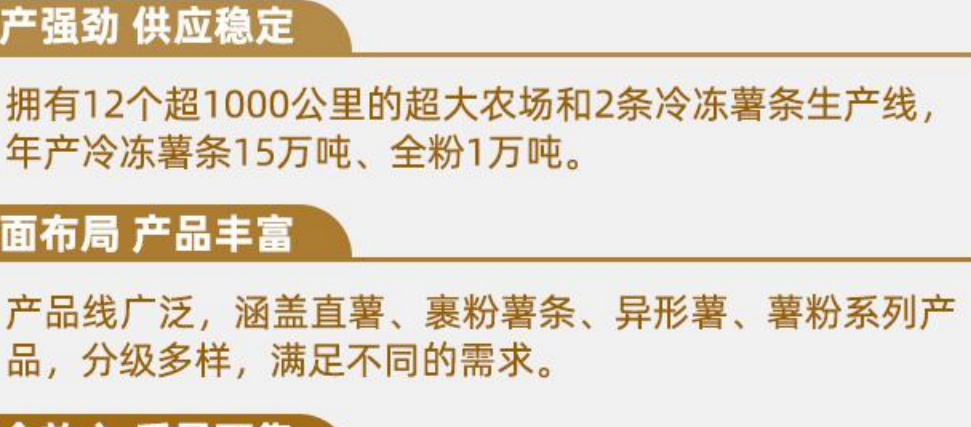 产强劲 供应稳定
拥有12个超1000公里的超大农场和2条冷冻薯条生产线，
年产冷冻薯条15万吨、全粉1万吨。
面布局 产品丰富
产品线广泛，涵盖直薯、裹粉薯条、异形薯、薯粉系列产
品，分级多样，满足不同的需求。